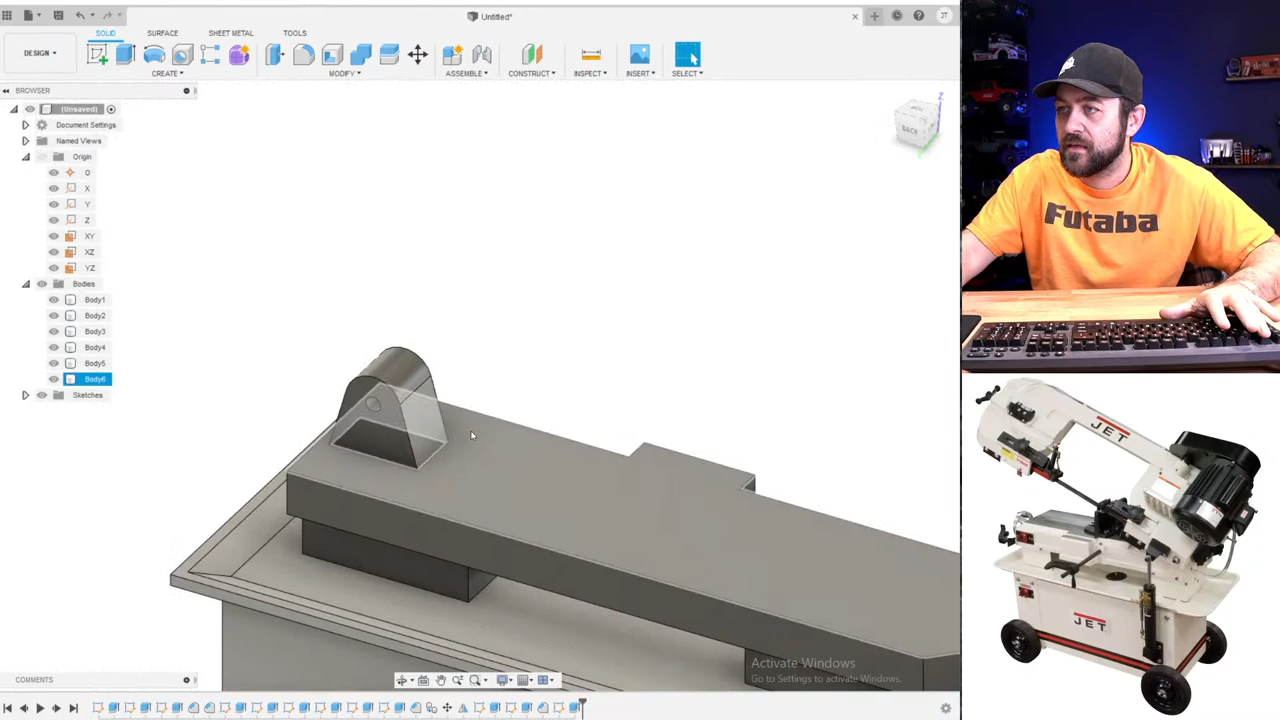 Untitled*
JT
DESIGN
SOLID
SURFACE
SHEET METAL
TOOLS
CREATE
MODIFY
ASSEMBLE
CONSTRUCT
INSPECT
INSERT
SELECT
BROWSER
(Unsaved)
Document Settings
Named Views
Origin
O
X
Y
Z
XY
XZ
YZ
Bodies
Body1
Body2
Body3
Body4
Body5
Body6
Sketches
Z
BACK
Activate Windows
Go to Settings to activate Windows.
COMMENTS
Futaba
JET
JET